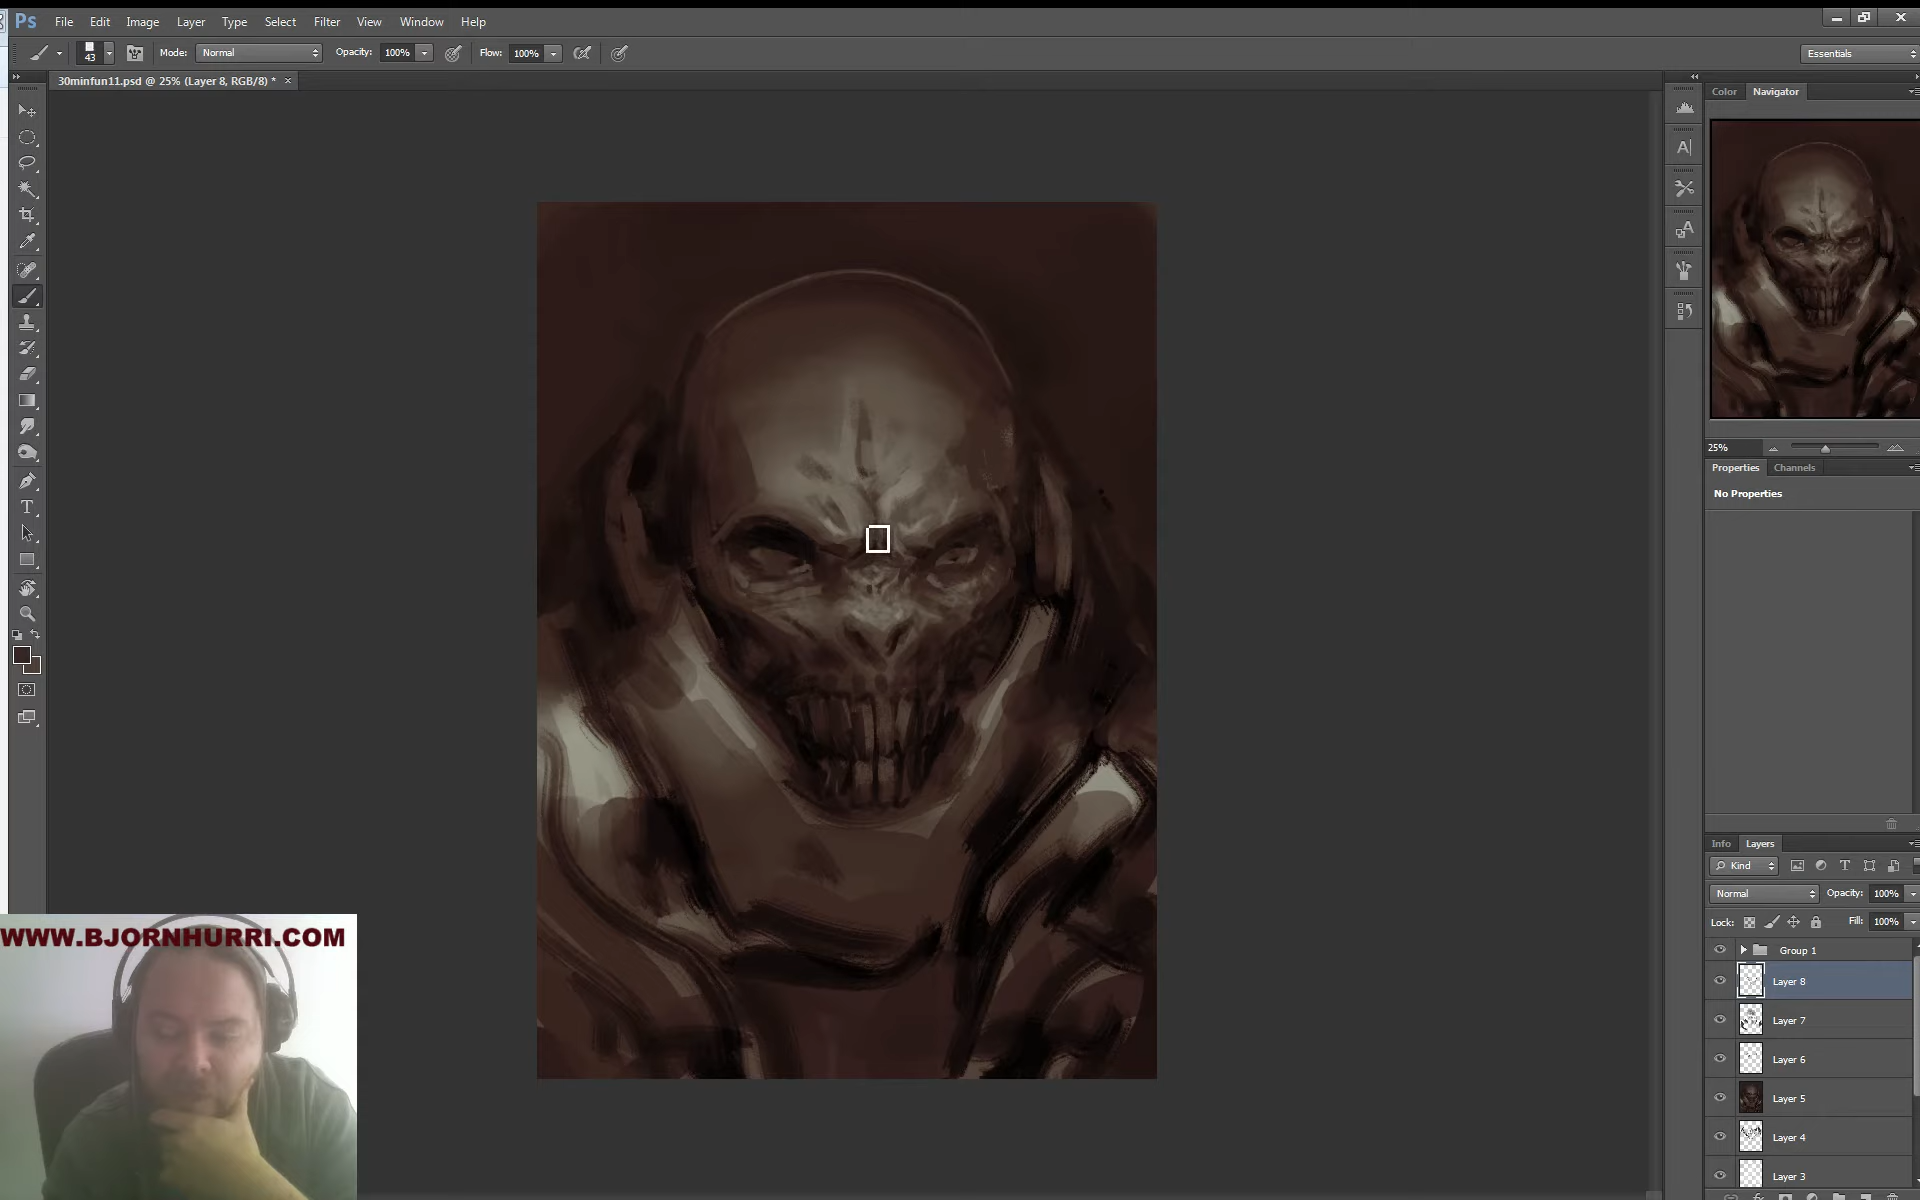 Ps File Edit Image Layer Type Select Filter View Window Help
43 Mode: Normal Opacity: 100% Flow: 100% Essentials
30minfun11.psd @ 25% (Layer 8, RGB/8) * ×
Color Navigator
25%
Properties Channels
No Properties
Info Layers
Kind
Normal Opacity: 100%
Lock: Fill: 100%
Group 1
Layer 8
Layer 7
Layer 6
Layer 5
Layer 4
Layer 3
WWW.BJORNHURRI.COM